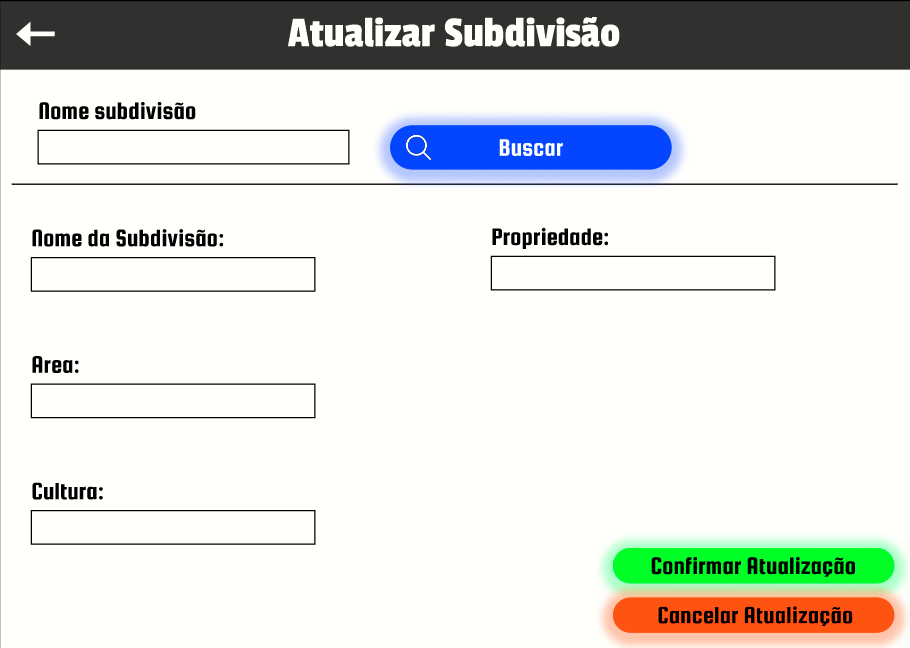 Atualizar Subdivisão
Nome subdivisão
Buscar
Nome da Subdivisão:
Propriedade:
Area:
Cultura:
Confirmar Atualização
Cancelar Atualização